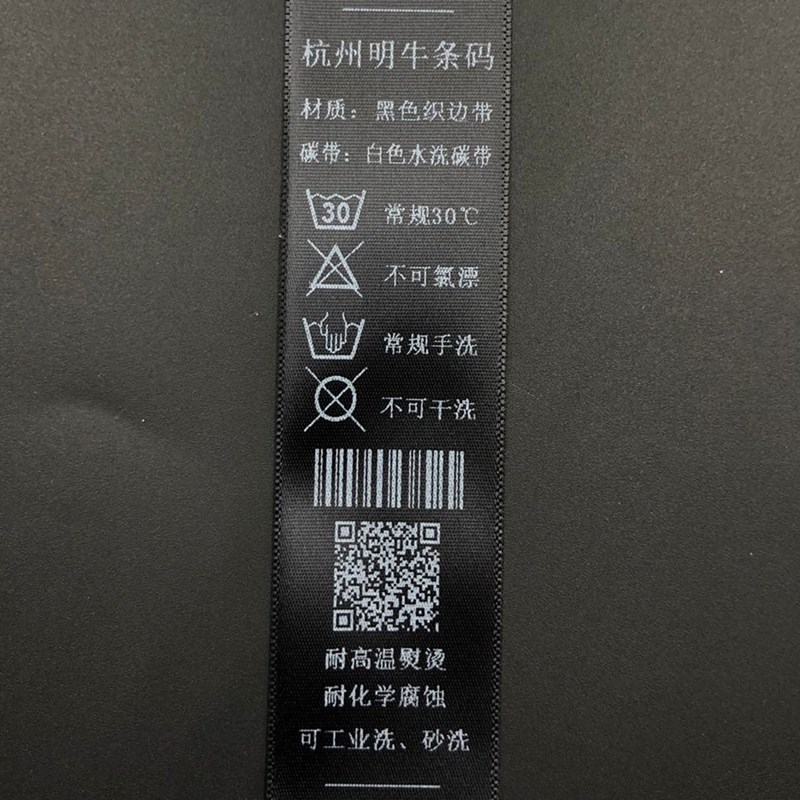 杭州明牛条码
材质：黑色织边带
碳带：白色水洗碳带
30 常规30℃
不可氯漂
常规手洗
不可干洗
耐高温熨烫
耐化学腐蚀
可工业洗、砂洗